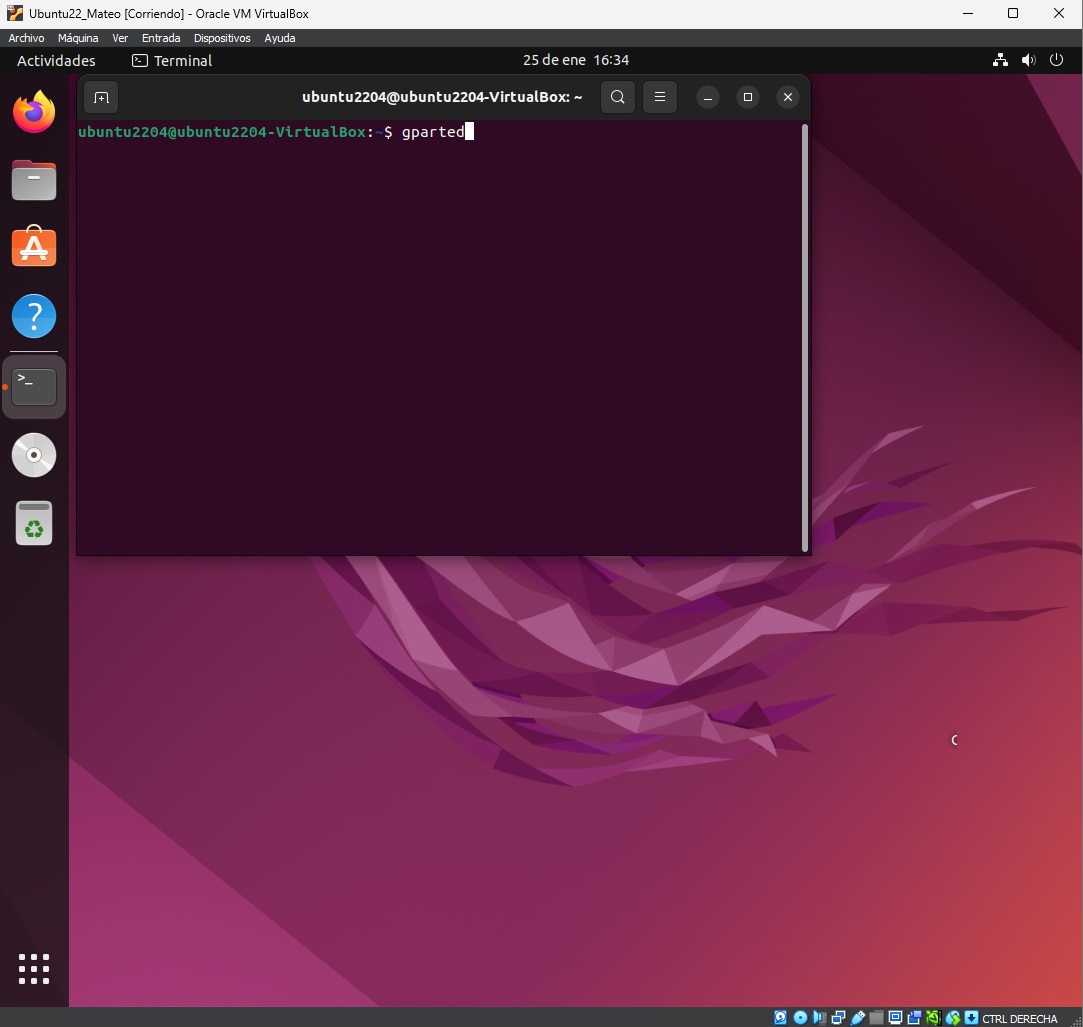 Ubuntu22_Mateo [Corriendo] - Oracle VM VirtualBox
Archivo Máquina Ver Entrada Dispositivos Ayuda
Actividades Terminal 25 de ene 16:34
ubuntu2204@ubuntu2204-VirtualBox: ~
ubuntu2204@ubuntu2204-VirtualBox:~$ gparted
CTRL DERECHA